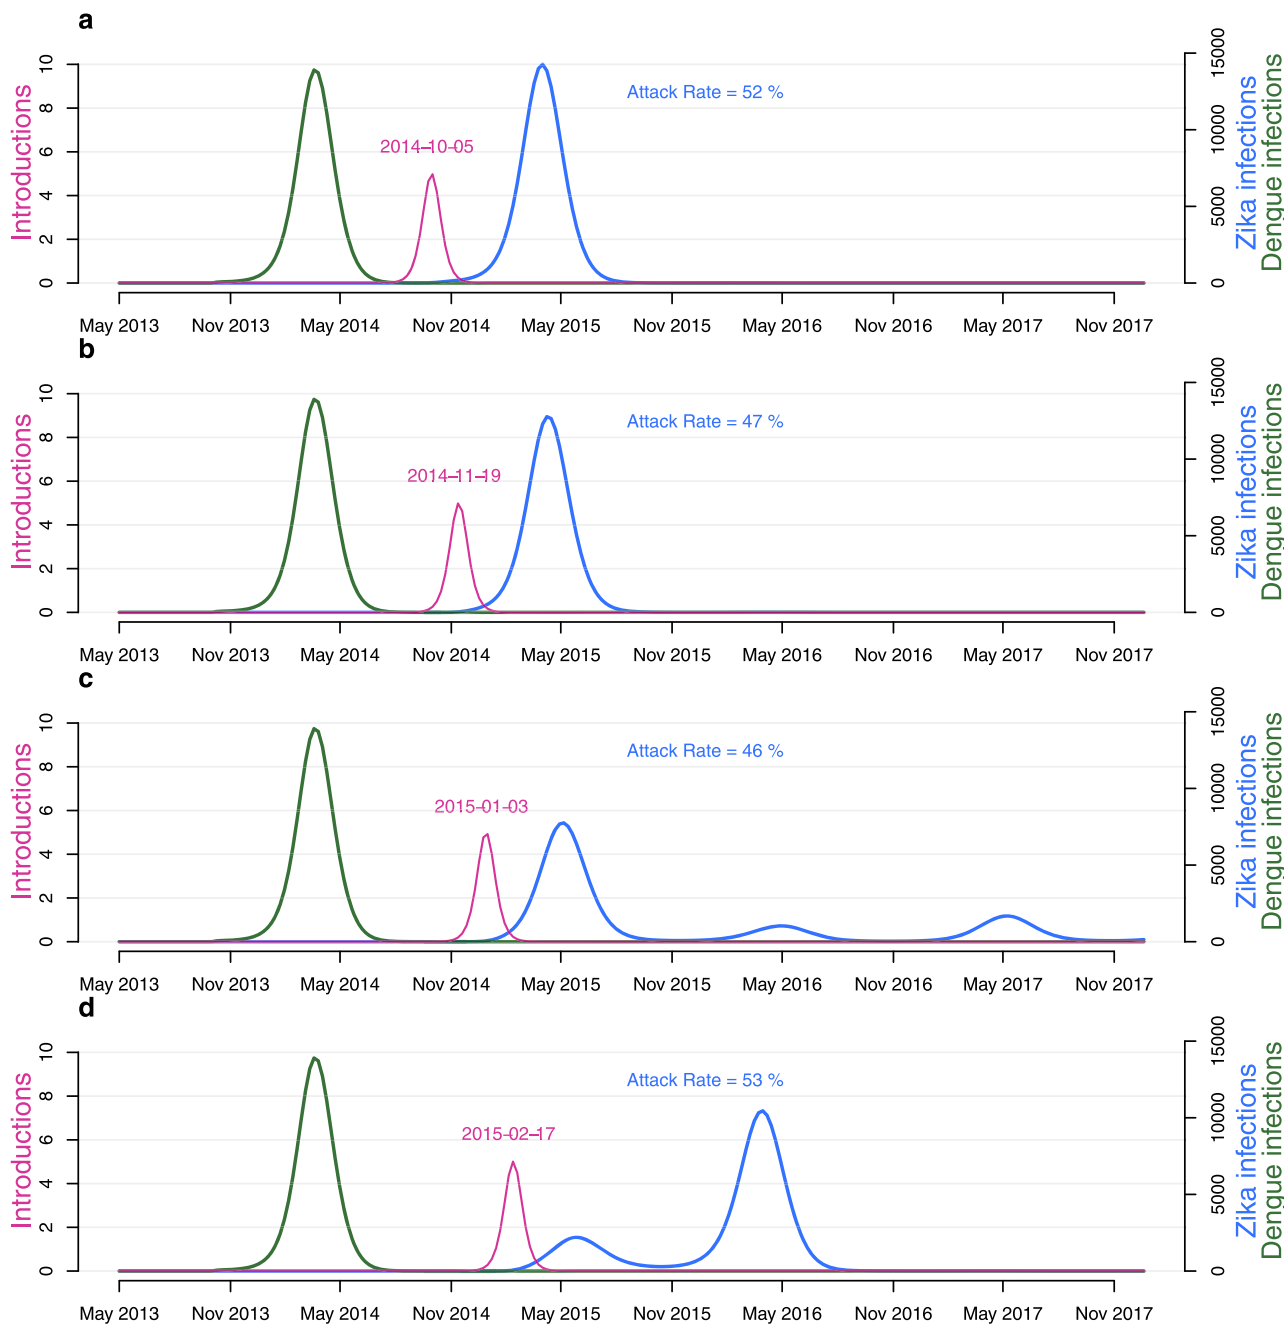 a
Introductions
0 2 4 6 8 10
2014-10-05
Attack Rate = 52 %
0 5000 10000 15000
Zika infections
Dengue infections
May 2013 Nov 2013 May 2014 Nov 2014 May 2015 Nov 2015 May 2016 Nov 2016 May 2017 Nov 2017
b
Introductions
0 2 4 6 8 10
2014-11-19
Attack Rate = 47 %
0 5000 10000 15000
Zika infections
Dengue infections
May 2013 Nov 2013 May 2014 Nov 2014 May 2015 Nov 2015 May 2016 Nov 2016 May 2017 Nov 2017
c
Introductions
0 2 4 6 8 10
2015-01-03
Attack Rate = 46 %
0 5000 10000 15000
Zika infections
Dengue infections
May 2013 Nov 2013 May 2014 Nov 2014 May 2015 Nov 2015 May 2016 Nov 2016 May 2017 Nov 2017
d
Introductions
0 2 4 6 8 10
2015-02-17
Attack Rate = 53 %
0 5000 10000 15000
Zika infections
Dengue infections
May 2013 Nov 2013 May 2014 Nov 2014 May 2015 Nov 2015 May 2016 Nov 2016 May 2017 Nov 2017